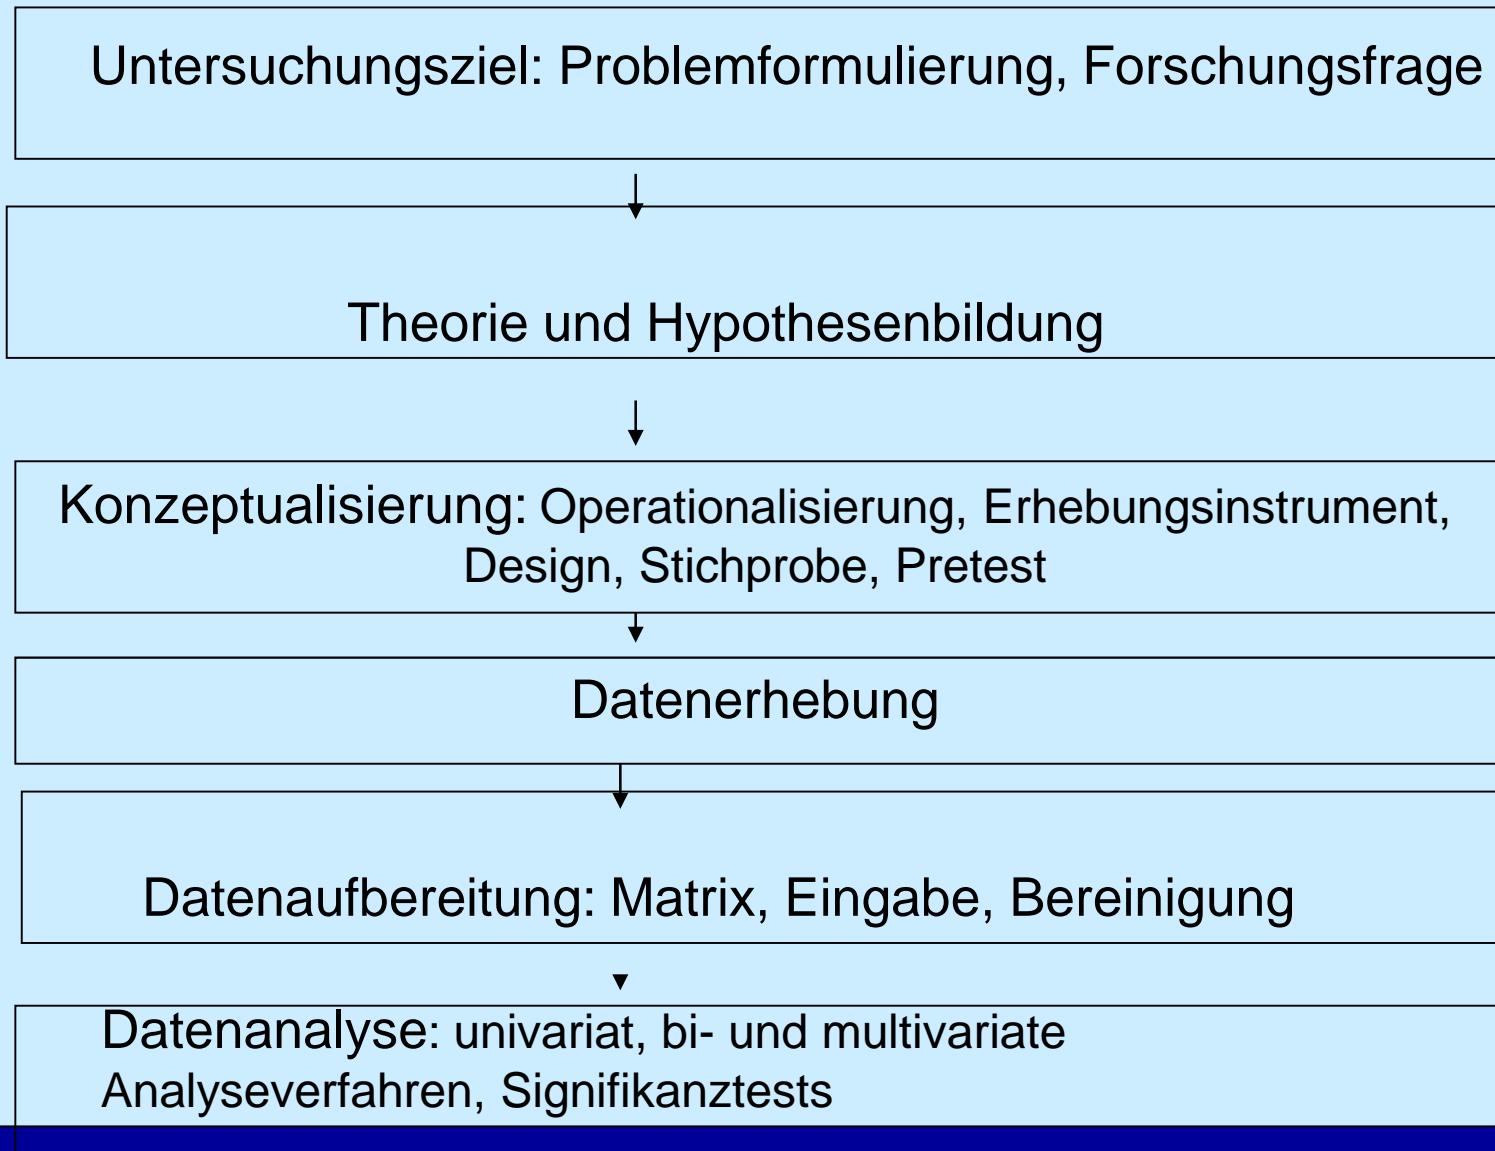 Untersuchungsziel: Problemformulierung, Forschungsfrage
Theorie und Hypothesenbildung
Konzeptualisierung: Operationalisierung, Erhebungsinstrument,
Design, Stichprobe, Pretest
Datenerhebung
Datenaufbereitung: Matrix, Eingabe, Bereinigung
Datenanalyse: univariat, bi- und multivariate
Analyseverfahren, Signifikanztests